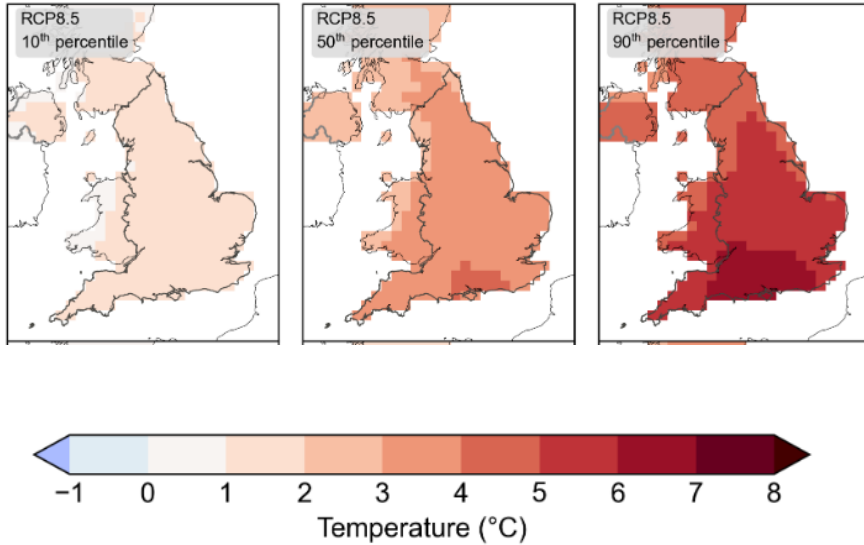 RCP8.5
10th percentile
RCP8.5
50th percentile
RCP8.5
90th percentile
−1 0 1 2 3 4 5 6 7 8
Temperature (°C)